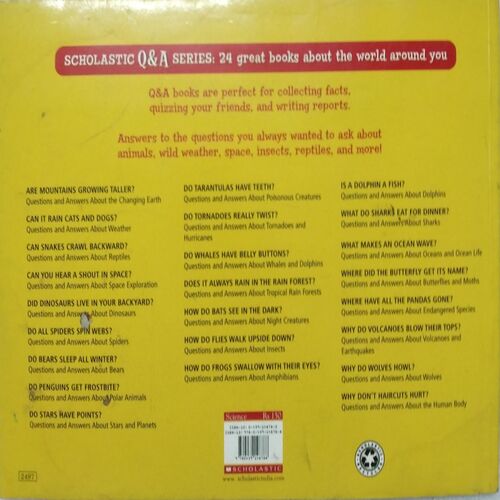 SCHOLASTIC Q&A SERIES: 24 great books about the world around you
Q&A books are perfect for collecting facts,
quizzing your friends, and writing reports.
Answers to the questions you always wanted to ask about
animals, wild weather, space, insects, reptiles, and more!
ARE MOUNTAINS GROWING TALLER?
Questions and Answers About the Changing Earth
CAN IT RAIN CATS AND DOGS?
Questions and Answers About Weather
CAN SNAKES CRAWL BACKWARD?
Questions and Answers About Reptiles
CAN YOU HEAR A SHOUT IN SPACE?
Questions and Answers About Space Exploration
DID DINOSAURS LIVE IN YOUR BACKYARD?
Questions and Answers About Dinosaurs
DO ALL SPIDERS SPIN WEBS?
Questions and Answers About Spiders
DO BEARS SLEEP ALL WINTER?
Questions and Answers About Bears
DO PENGUINS GET FROSTBITE?
Questions and Answers About Polar Animals
DO STARS HAVE POINTS?
Questions and Answers About Stars and Planets
DO TARANTULAS HAVE TEETH?
Questions and Answers About Poisonous Creatures
DO TORNADOES REALLY TWIST?
Questions and Answers About Tornadoes and
Hurricanes
DO WHALES HAVE BELLY BUTTONS?
Questions and Answers About Whales and Dolphins
DOES IT ALWAYS RAIN IN THE RAIN FOREST?
Questions and Answers About Tropical Rain Forests
HOW DO BATS SEE IN THE DARK?
Questions and Answers About Night Creatures
HOW DO FLIES WALK UPSIDE DOWN?
Questions and Answers About Insects
HOW DO FROGS SWALLOW WITH THEIR EYES?
Questions and Answers About Amphibians
IS A DOLPHIN A FISH?
Questions and Answers About Dolphins
WHAT DO SHARKS EAT FOR DINNER?
Questions and Answers About Sharks
WHAT MAKES AN OCEAN WAVE?
Questions and Answers About Oceans and Ocean Life
WHERE DID THE BUTTERFLY GET ITS NAME?
Questions and Answers About Butterflies and Moths
WHERE HAVE ALL THE PANDAS GONE?
Questions and Answers About Endangered Species
WHY DO VOLCANOES BLOW THEIR TOPS?
Questions and Answers About Volcanoes and
Earthquakes
WHY DO WOLVES HOWL?
Questions and Answers About Wolves
WHY DON'T HAIRCUTS HURT?
Questions and Answers About the Human Body
Science Rs 130
SCHOLASTIC
www.scholasticindia.com
2497